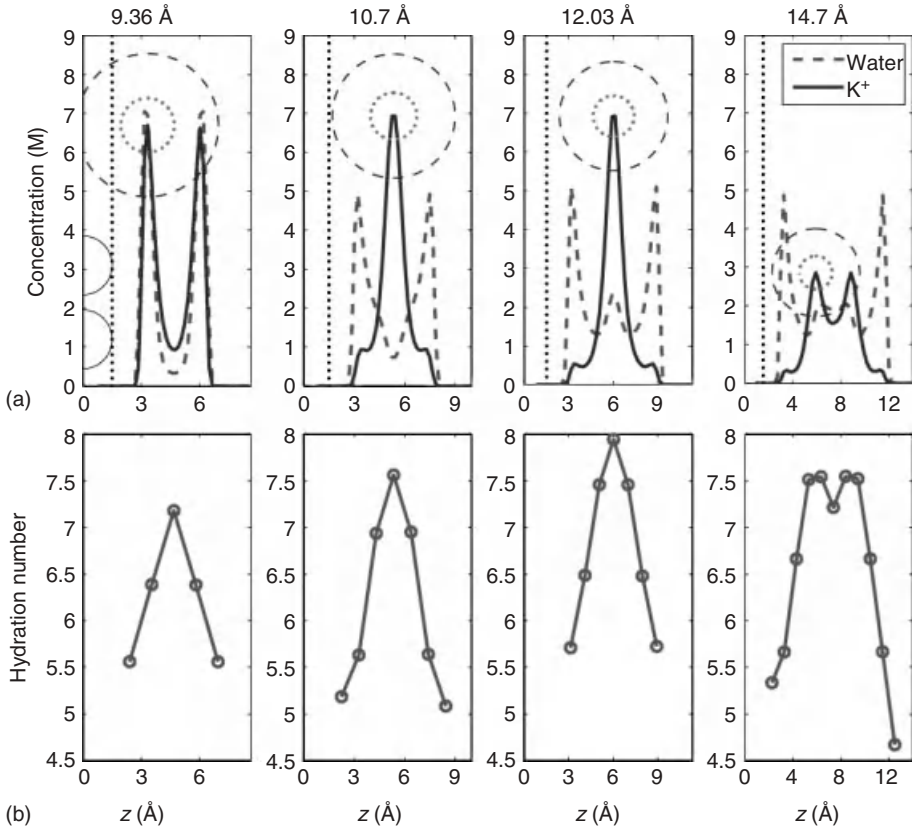 9.36 Å 10.7 Å 12.03 Å 14.7 Å
9
8
7
6
5
4
3
2
1
0
Concentration (M)
Water
K+
(a)
0 3 6
0 3 6 9
0 3 6 9
0 4 8 12
8
7.5
7
6.5
6
5.5
5
4.5
Hydration number
0 3 6
0 3 6 9
0 3 6 9
0 4 8 12
(b)
z (Å) z (Å) z (Å) z (Å)